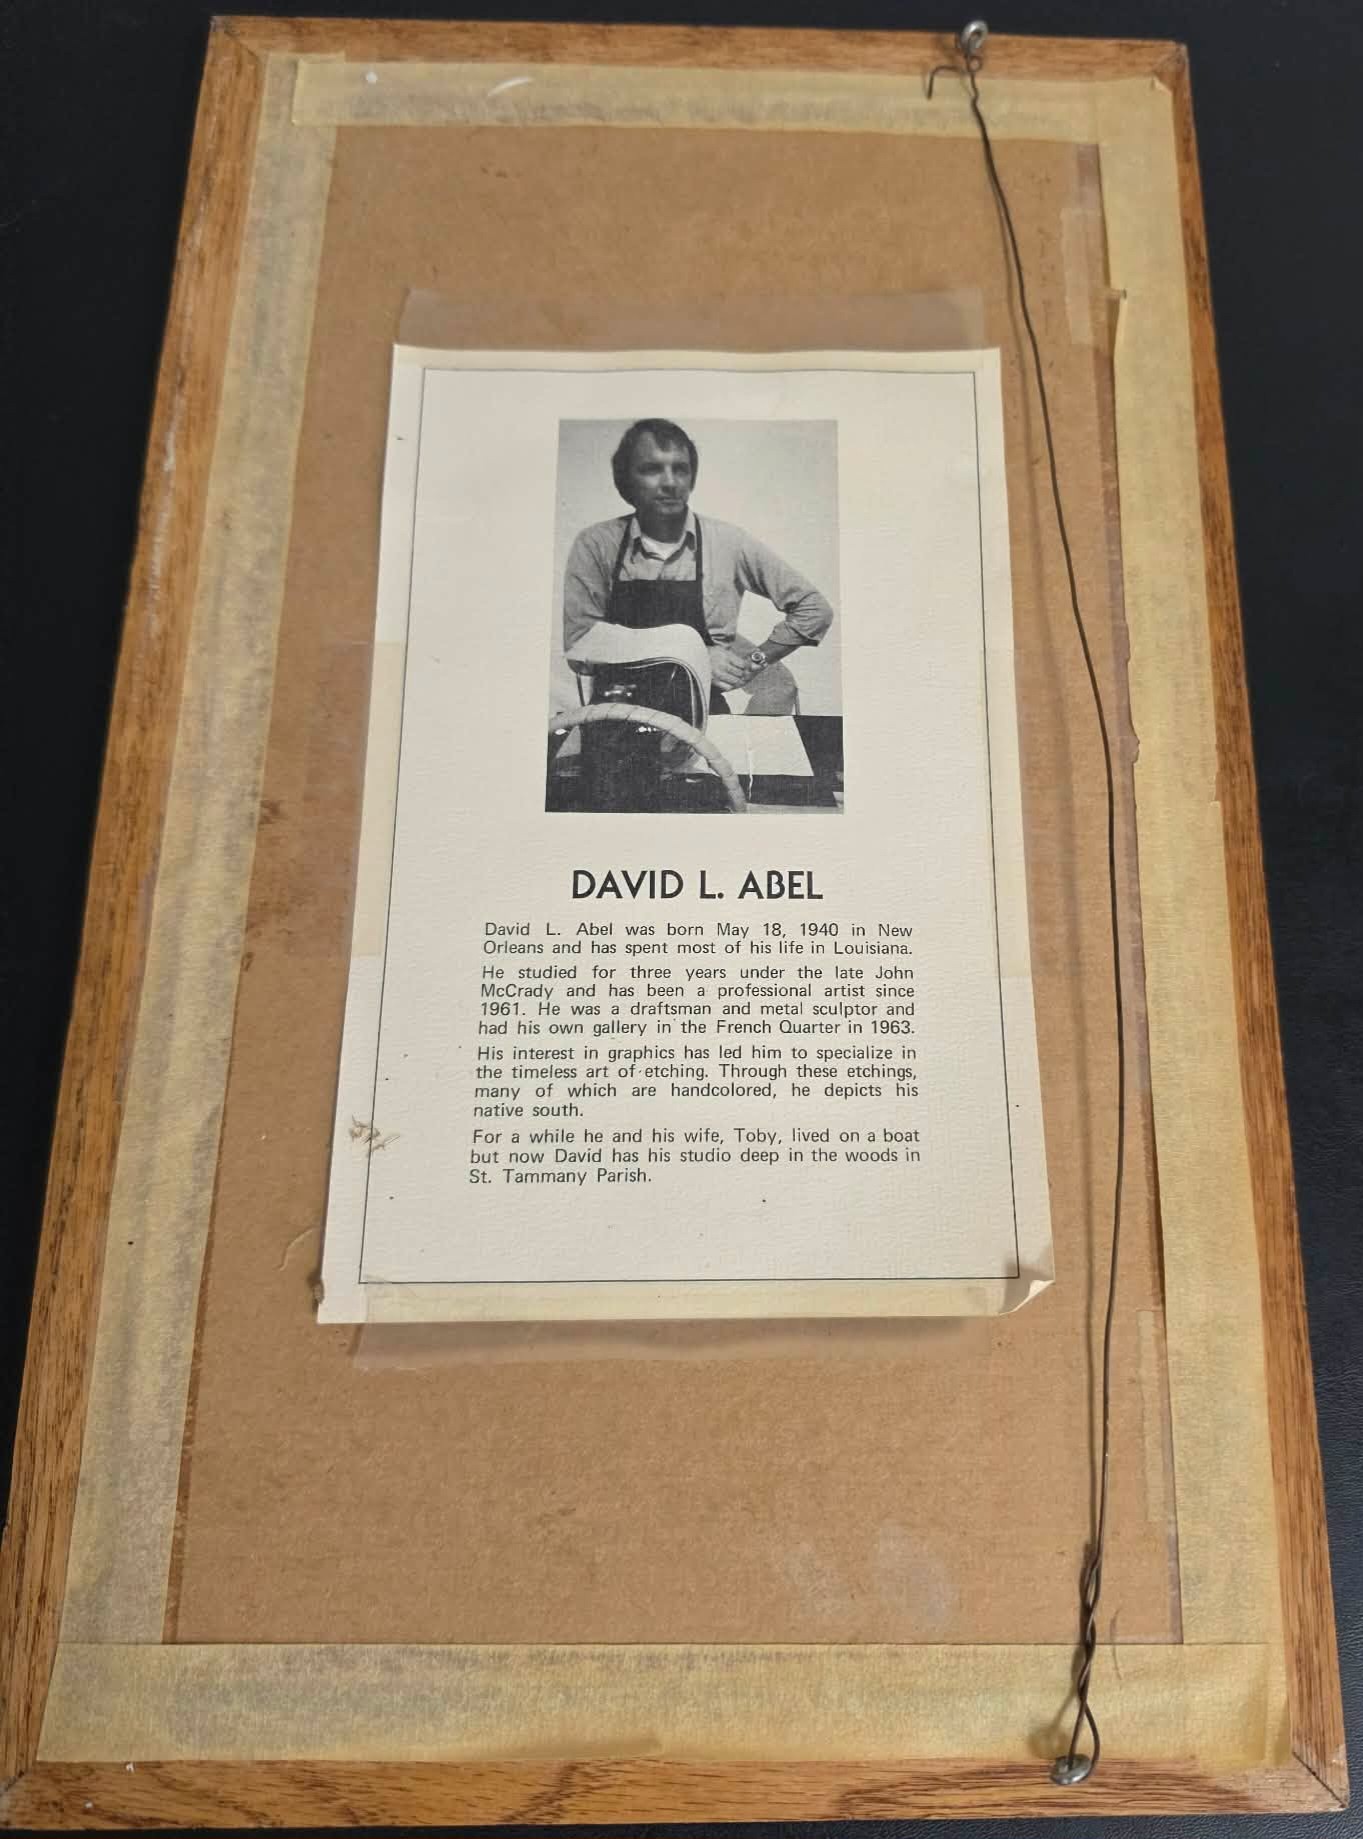 DAVID L. ABEL
David L. Abel was born May 18, 1940 in New
Orleans and has spent most of his life in Louisiana.
He studied for three years under the late John
McCrady and has been a professional artist since
1961. He was a draftsman and metal sculptor and
had his own gallery in the French Quarter in 1963.
His interest in graphics has led him to specialize in
the timeless art of etching. Through these etchings,
many of which are handcolored, he depicts his
native south.
For a while he and his wife, Toby, lived on a boat
but now David has his studio deep in the woods in
St. Tammany Parish.